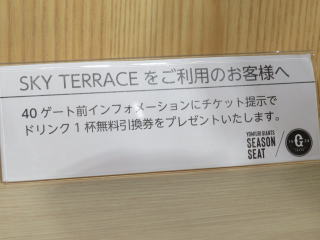 SKY TERRACE をご利用のお客様へ
40 ゲート前インフォメーションにチケット提示で
ドリンク 1 杯無料引換券をプレゼントいたします。
YOMIURI GIANTS
SEASON
SEAT
G